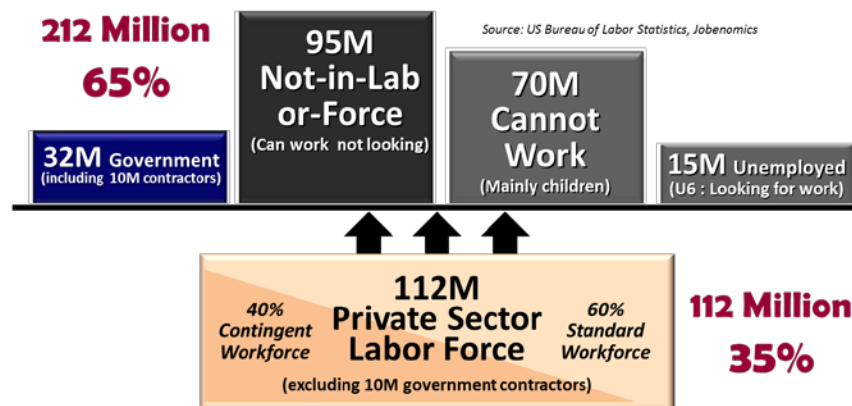 212 Million
65%
Source: US Bureau of Labor Statistics, Jobenomics
32M Government
(including 10M contractors)
95M
Not-in-Lab
or-Force
(Can work not looking)
70M
Cannot
Work
(Mainly children)
15M Unemployed
(U6 : Looking for work)
40%
Contingent
Workforce
112M
Private Sector
Labor Force
(excluding 10M government contractors)
60%
Standard
Workforce
112 Million
35%